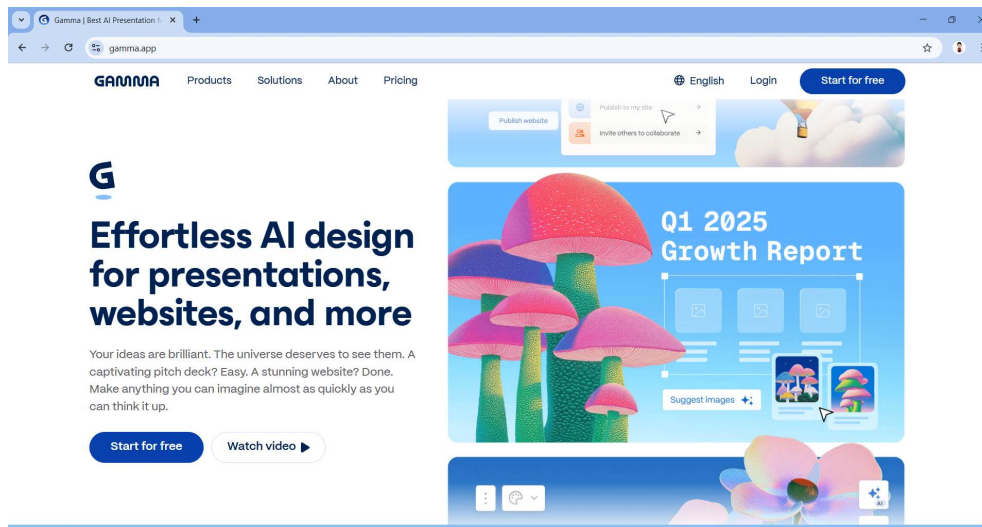 Gamma | Best AI Presentation M
gamma.app
GAMMA
Products
Solutions
About
Pricing
English
Login
Start for free
Publish website
Publish to my site
Invite others to collaborate
G
Effortless AI design
for presentations,
websites, and more
Your ideas are brilliant. The universe deserves to see them. A
captivating pitch deck? Easy. A stunning website? Done.
Make anything you can imagine almost as quickly as you
can think it up.
Start for free
Watch video
Q1 2025
Growth Report
Suggest images
AI